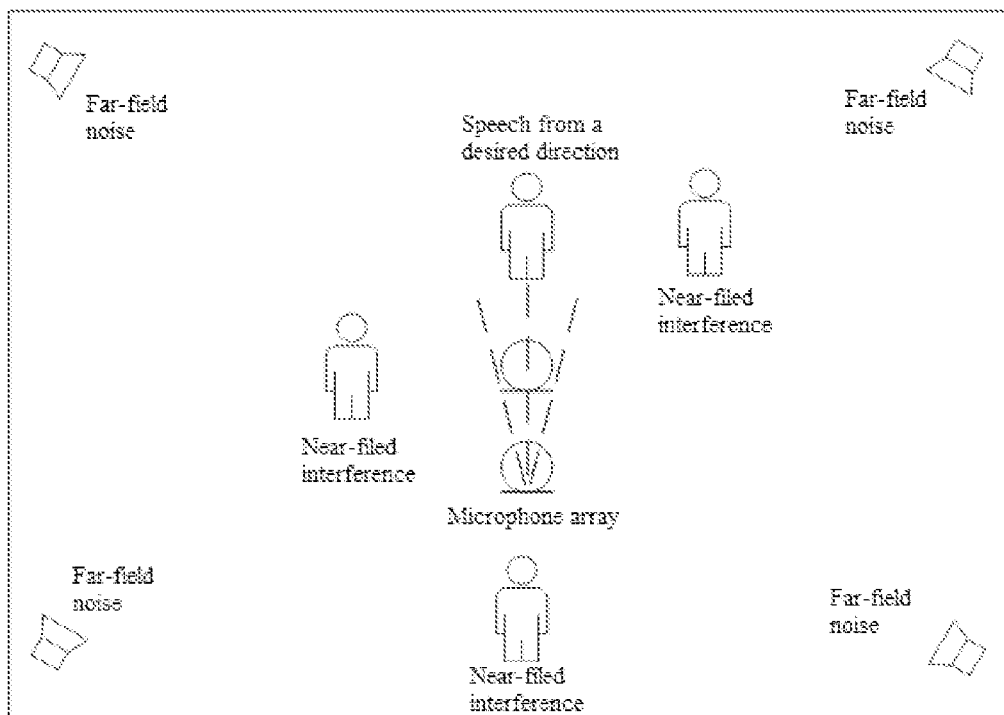 Far-field
noise
Far-field
noise
Speech from a
desired direction
Near-filed
interference
Near-filed
interference
Microphone array
Far-field
noise
Far-field
noise
Near-filed
interference